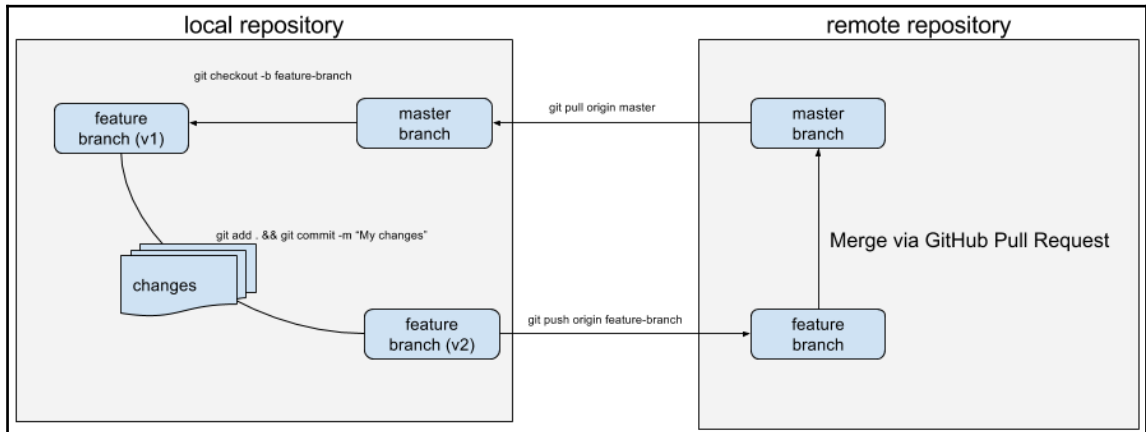 local repository
remote repository
git checkout -b feature-branch
feature
branch (v1)
master
branch
git pull origin master
master
branch
git add . && git commit -m “My changes”
changes
Merge via GitHub Pull Request
feature
branch (v2)
git push origin feature-branch
feature
branch